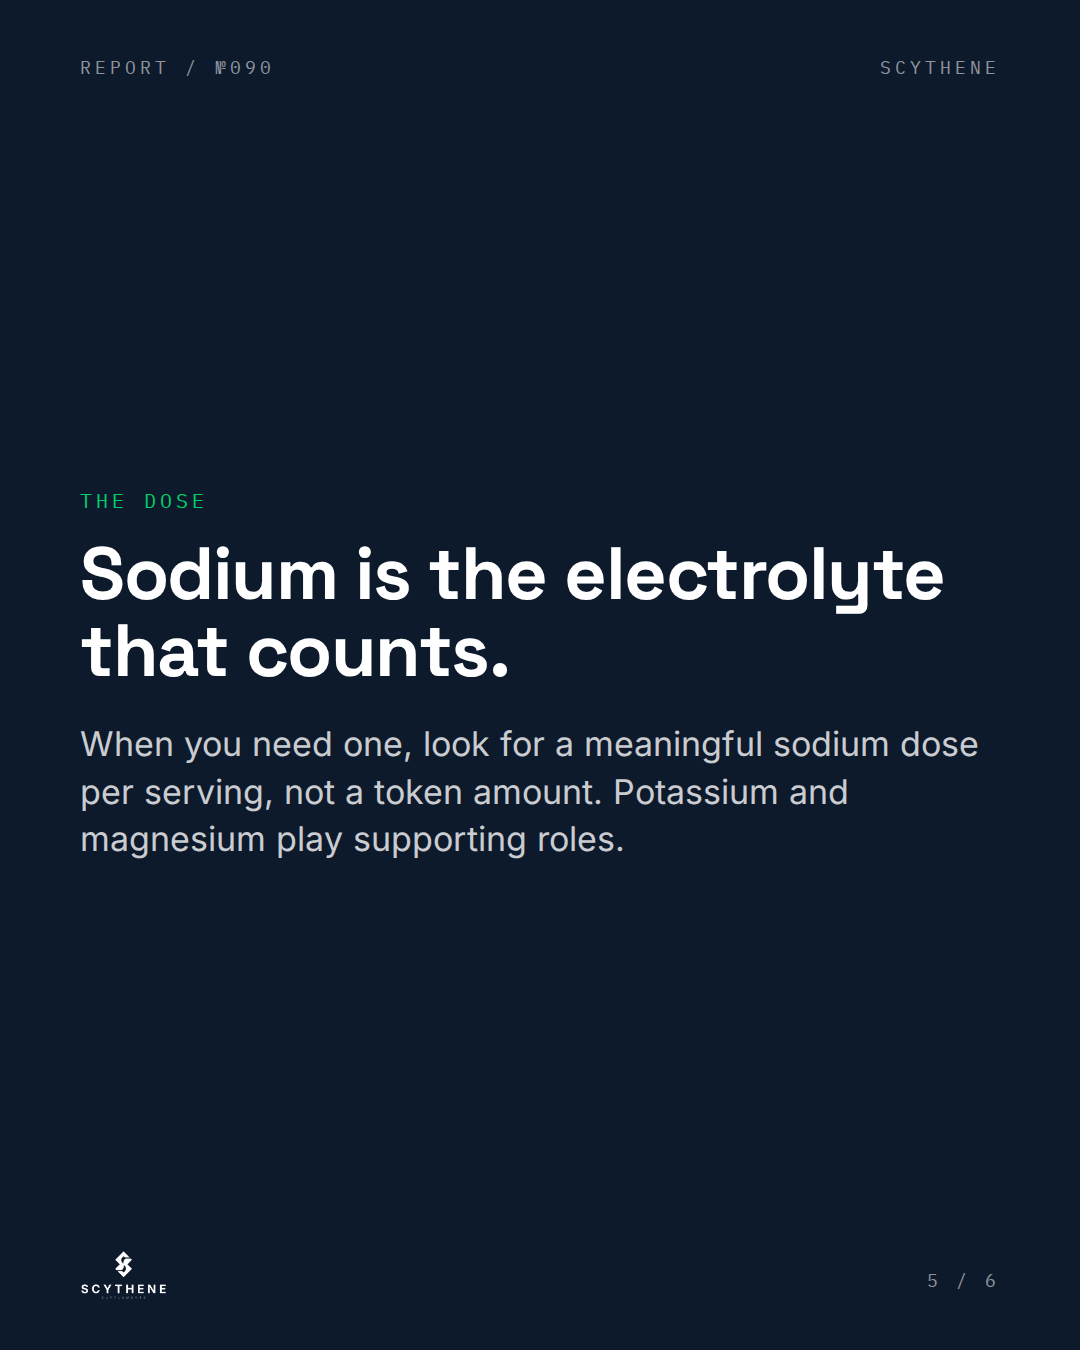 REPORT / №090
SCYTHENE
THE DOSE
Sodium is the electrolyte
that counts.
When you need one, look for a meaningful sodium dose
per serving, not a token amount. Potassium and
magnesium play supporting roles.
SCYTHENE
5 / 6